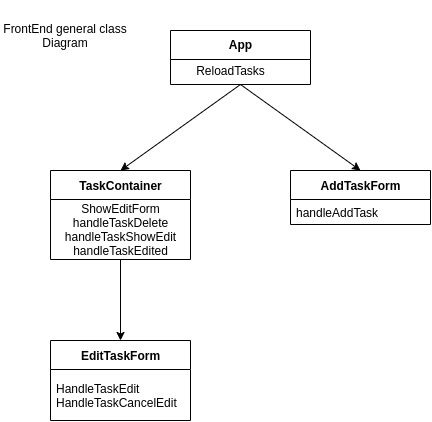 FrontEnd general class
Diagram
App
ReloadTasks
TaskContainer
ShowEditForm
handleTaskDelete
handleTaskShowEdit
handleTaskEdited
AddTaskForm
handleAddTask
EditTaskForm
HandleTaskEdit
HandleTaskCancelEdit